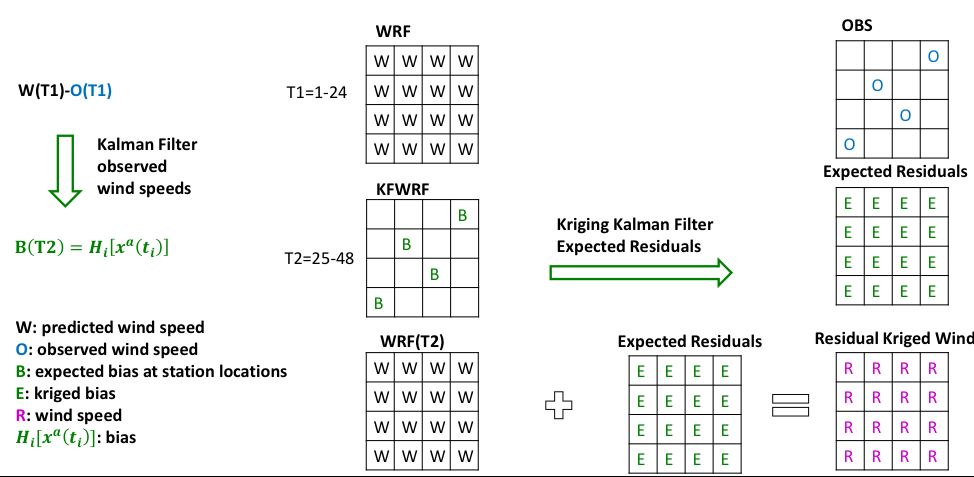 WRF
OBS
W W W W
W W W W
W W W W
W W W W
O
O
O
O
W(T1)-O(T1)
T1=1-24
Kalman Filter
observed
wind speeds
Expected Residuals
KFWRF
B
B
B
B
E E E E
E E E E
E E E E
E E E E
Kriging Kalman Filter
Expected Residuals
B(T2) = H_i[x^a(t_i)]
T2=25-48
W: predicted wind speed
O: observed wind speed
B: expected bias at station locations
E: kriged bias
R: wind speed
H_i[x^a(t_i)]: bias
WRF(T2)
W W W W
W W W W
W W W W
W W W W
Expected Residuals
E E E E
E E E E
E E E E
E E E E
Residual Kriged Wind
R R R R
R R R R
R R R R
R R R R